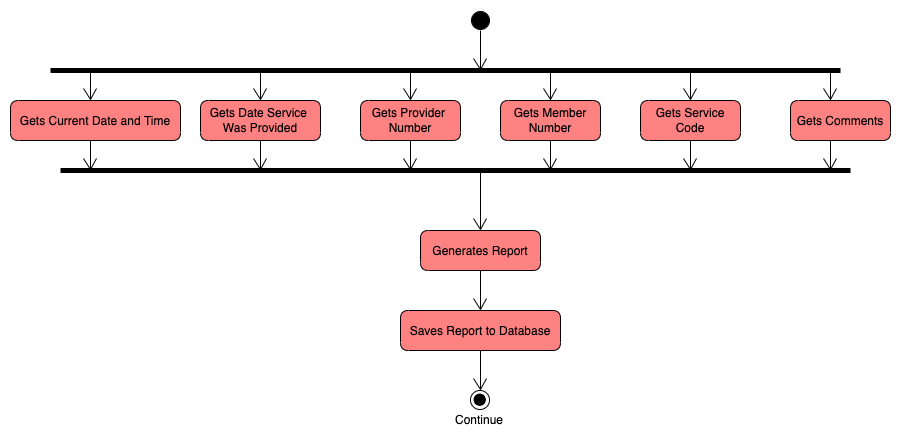 Gets Current Date and Time
Gets Date Service
Was Provided
Gets Provider
Number
Gets Member
Number
Gets Service
Code
Gets Comments
Generates Report
Saves Report to Database
Continue